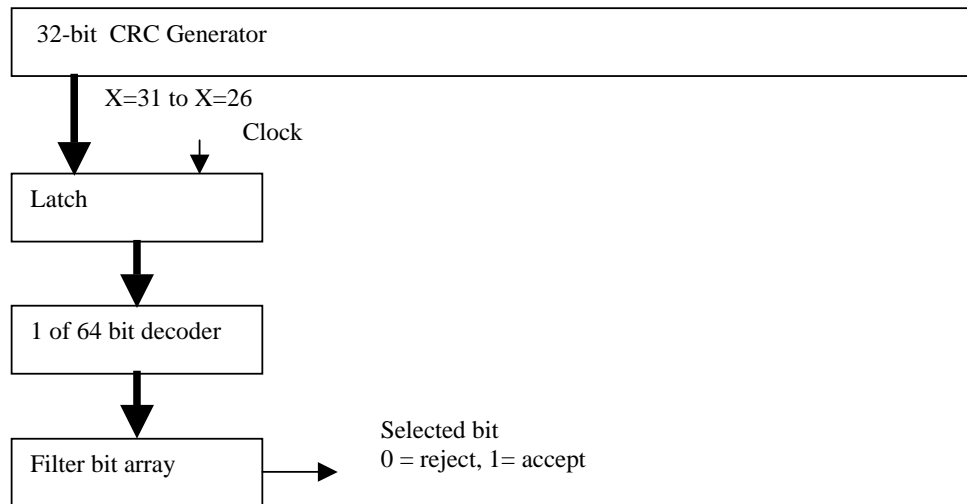 32-bit  CRC Generator
X=31 to X=26
Clock
Latch
1 of 64 bit decoder
Filter bit array
Selected bit
0 = reject, 1= accept